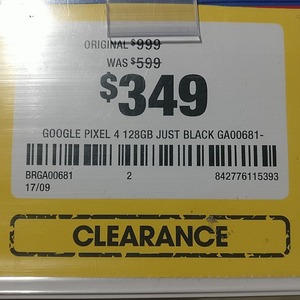 ORIGINAL $999
WAS $599
$349
GOOGLE PIXEL 4 128GB JUST BLACK GA00681-
BRGA00681 2 842776115393
17/09
CLEARANCE